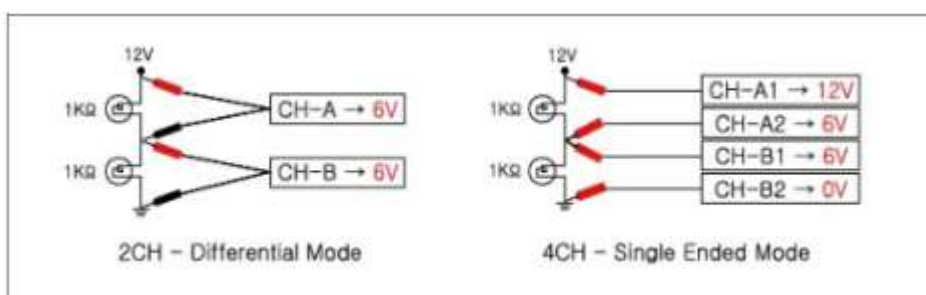 12V
1KΩ
CH-A → 6V
1KΩ
CH-B → 6V
2CH - Differential Mode
12V
1KΩ
CH-A1 → 12V
CH-A2 → 6V
CH-B1 → 6V
1KΩ
CH-B2 → 0V
4CH - Single Ended Mode